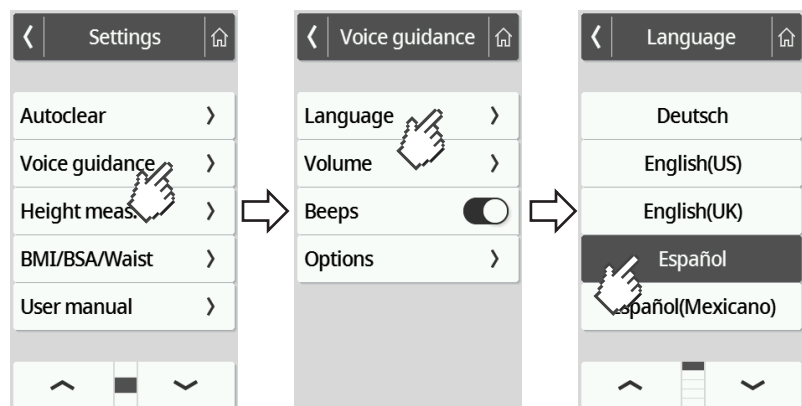 Settings
Autoclear
Voice guidance
Height meas
BMI/BSA/Waist
User manual
Voice guidance
Language
Volume
Beeps
Options
Language
Deutsch
English(US)
English(UK)
Español
Español(Mexicano)